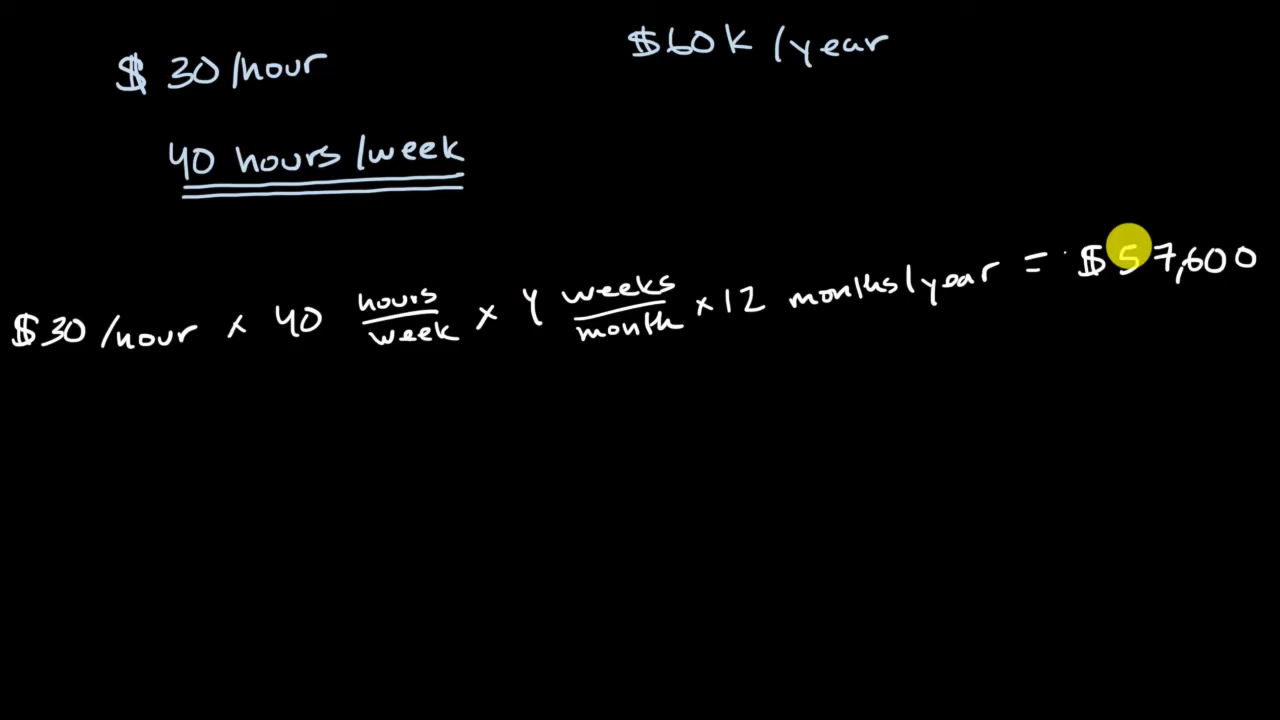 $30/hour
$60k/year
40 hours/week
$30/hour × 40 hours/week × 4 weeks/month × 12 months/year = $57,600